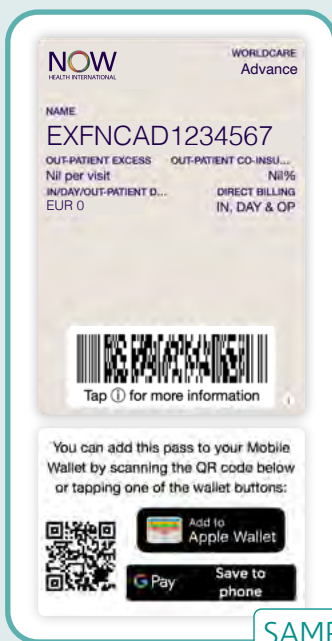 NOW
HEALTH INTERNATIONAL
WORLDCARE
Advance
NAME
EXFNCAD1234567
OUT-PATIENT EXCESS OUT-PATIENT CO-INSU...
Nil per visit Nil%
IN/DAY/OUT-PATIENT D... DIRECT BILLING
EUR 0 IN, DAY & OP
Tap ⓘ for more information
You can add this pass to your Mobile
Wallet by scanning the QR code below
or tapping one of the wallet buttons:
Add to
Apple Wallet
G Pay
Save to
phone